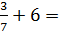 3/7 + 6 =